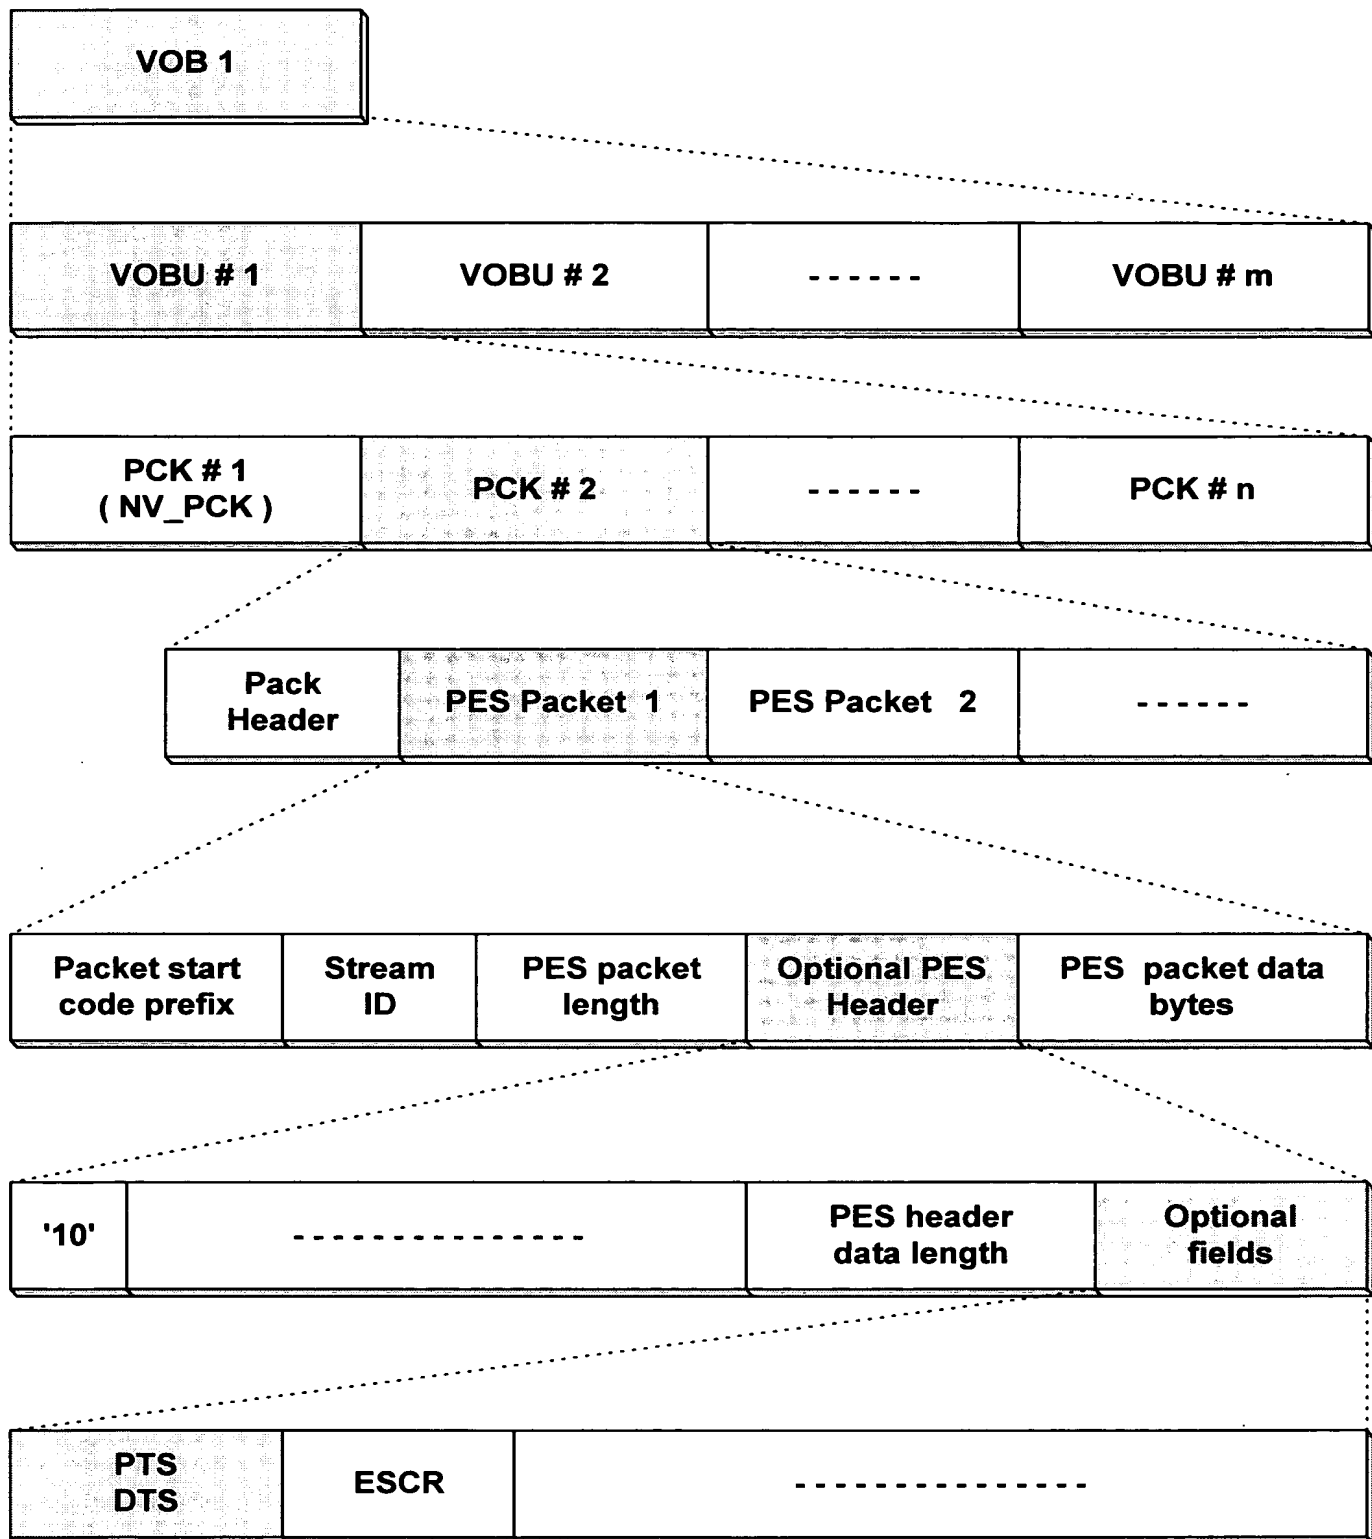 VOB 1
VOBU # 1 VOBU # 2 - - - - - - VOBU # m
PCK # 1
( NV_PCK ) PCK # 2 - - - - - - PCK # n
Pack
Header PES Packet 1 PES Packet 2 - - - - - -
Packet start
code prefix Stream
ID PES packet
length Optional PES
Header PES packet data
bytes
'10' - - - - - - - - - - - - - - PES header
data length Optional
fields
PTS
DTS ESCR - - - - - - - - - - - - - -